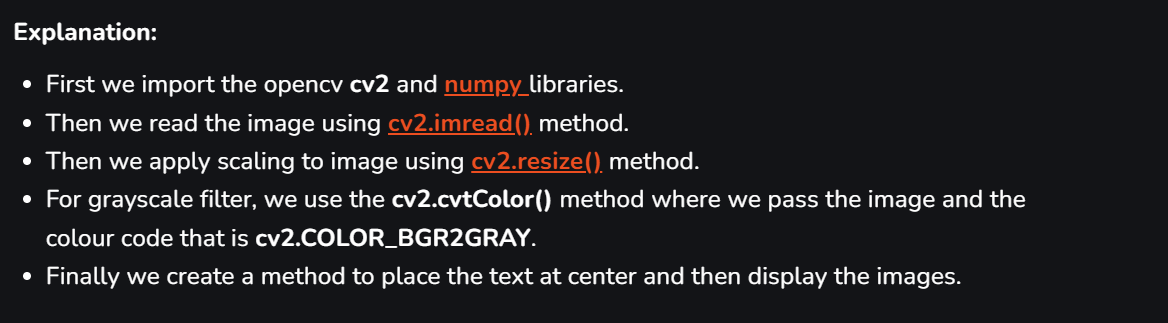 Explanation:
• First we import the opencv cv2 and numpy libraries.
• Then we read the image using cv2.imread() method.
• Then we apply scaling to image using cv2.resize() method.
• For grayscale filter, we use the cv2.cvtColor() method where we pass the image and the
colour code that is cv2.COLOR_BGR2GRAY.
• Finally we create a method to place the text at center and then display the images.